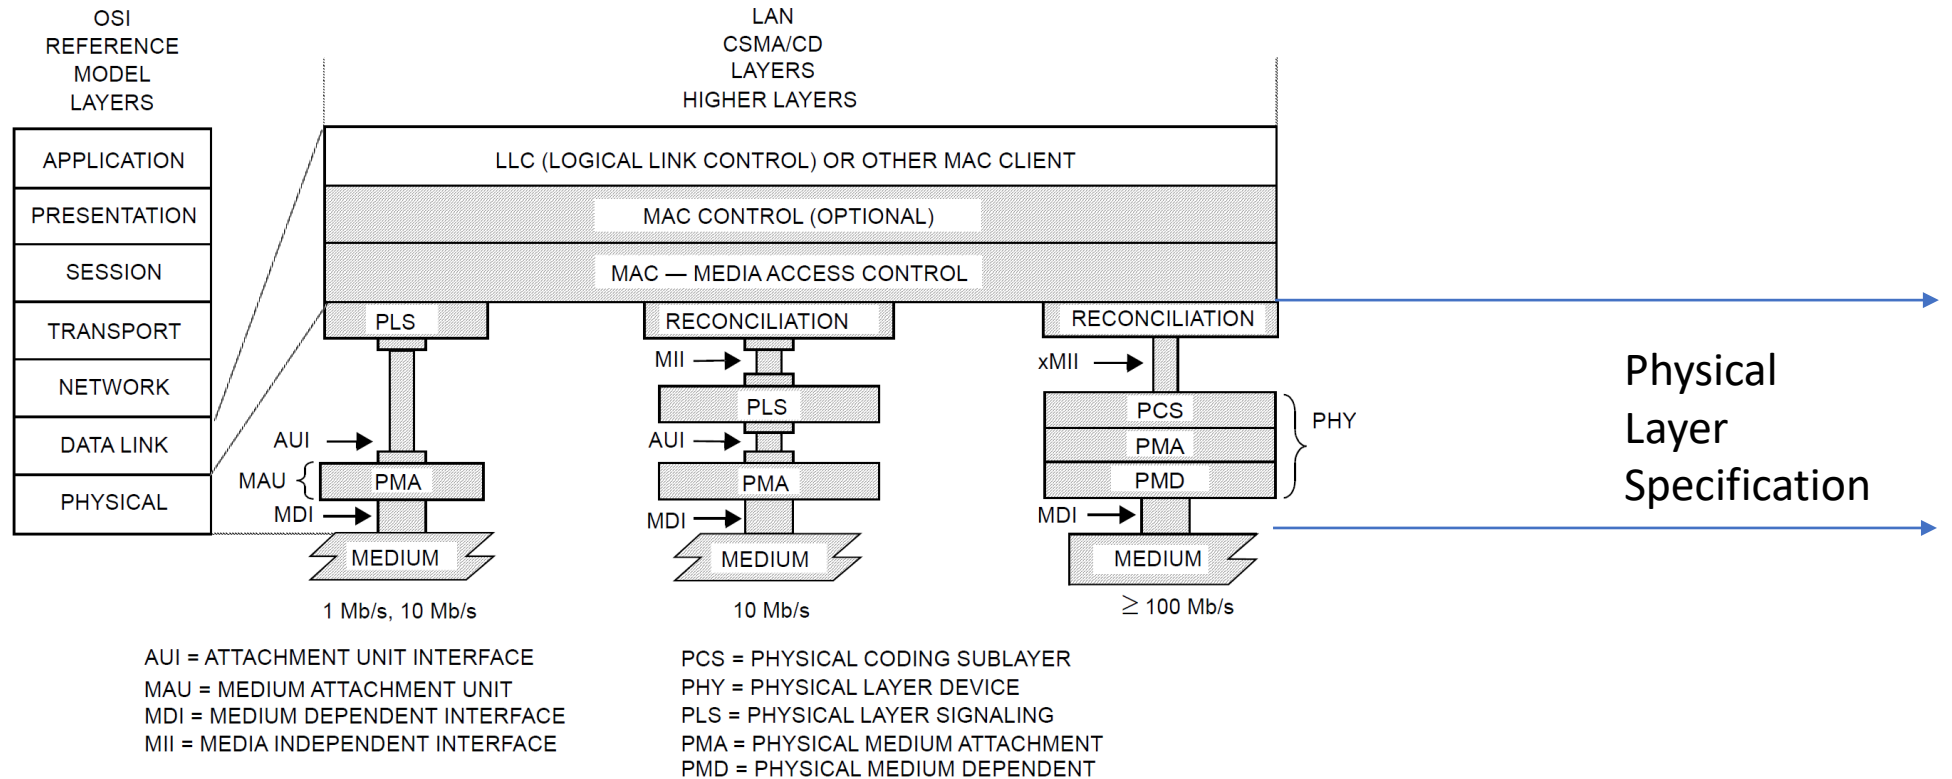 OSI
REFERENCE
MODEL
LAYERS
LAN
CSMA/CD
LAYERS
HIGHER LAYERS
APPLICATION
PRESENTATION
SESSION
TRANSPORT
NETWORK
DATA LINK
PHYSICAL
LLC (LOGICAL LINK CONTROL) OR OTHER MAC CLIENT
MAC CONTROL (OPTIONAL)
MAC — MEDIA ACCESS CONTROL
PLS
AUI
MAU
PMA
MDI
MEDIUM
1 Mb/s, 10 Mb/s
RECONCILIATION
MII
PLS
AUI
PMA
MDI
MEDIUM
10 Mb/s
RECONCILIATION
xMII
PCS
PMA
PMD
PHY
MDI
MEDIUM
≥ 100 Mb/s
Physical
Layer
Specification
AUI = ATTACHMENT UNIT INTERFACE
MAU = MEDIUM ATTACHMENT UNIT
MDI = MEDIUM DEPENDENT INTERFACE
MII = MEDIA INDEPENDENT INTERFACE
PCS = PHYSICAL CODING SUBLAYER
PHY = PHYSICAL LAYER DEVICE
PLS = PHYSICAL LAYER SIGNALING
PMA = PHYSICAL MEDIUM ATTACHMENT
PMD = PHYSICAL MEDIUM DEPENDENT